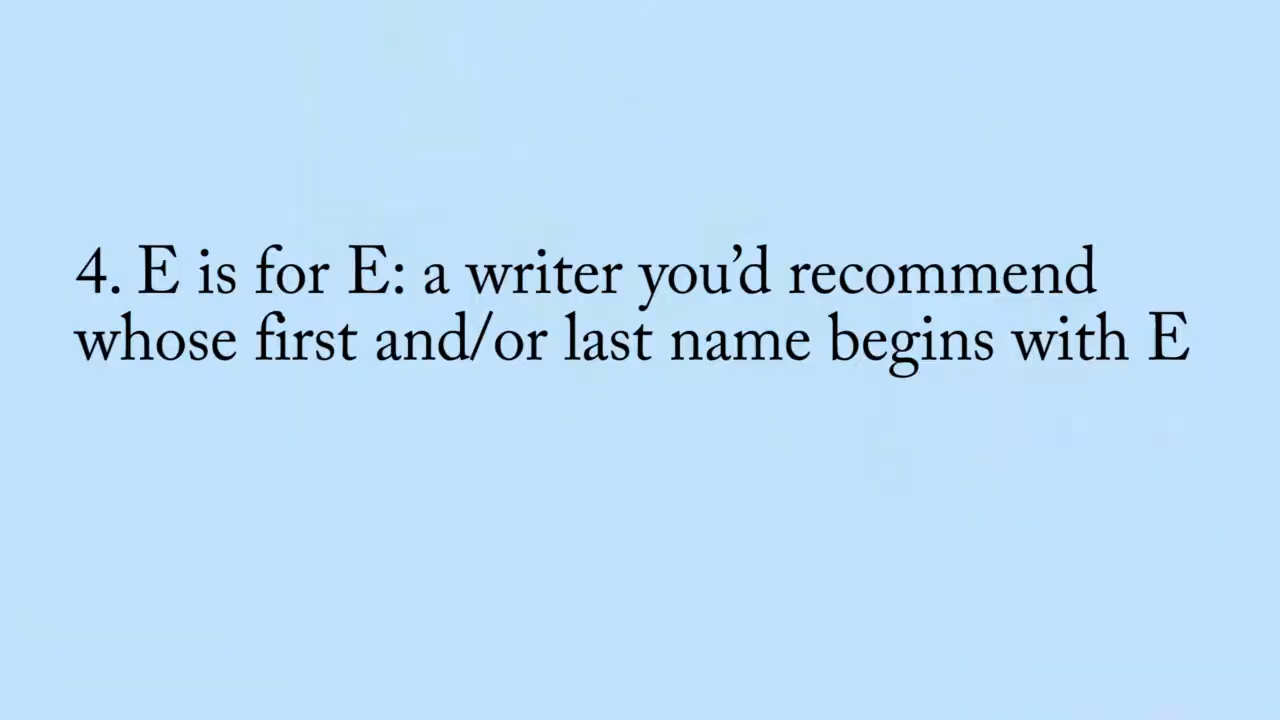 4. E is for E: a writer you’d recommend
whose first and/or last name begins with E